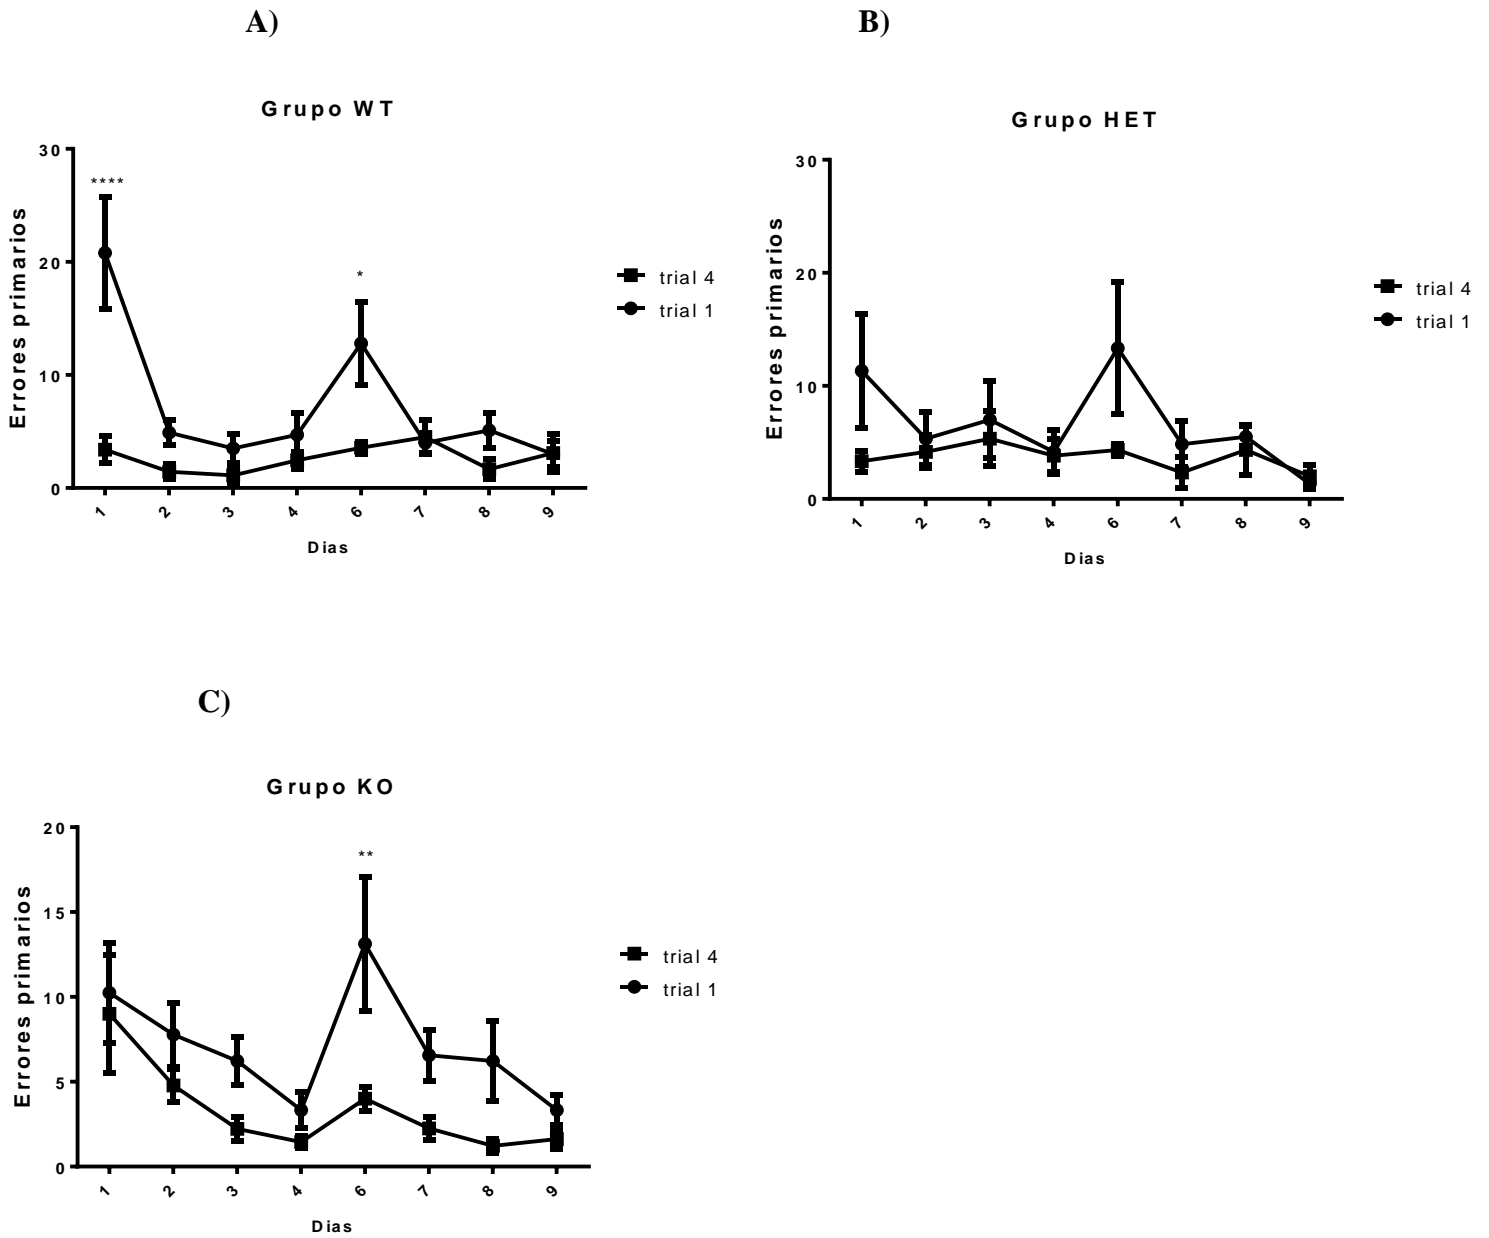 A)
Grupo WT
Errores primarios
30
20
10
0
****
*
1 2 3 4 6 7 8 9
Dias
trial 4
trial 1
B)
Grupo HET
Errores primarios
30
20
10
0
1 2 3 4 6 7 8 9
Dias
trial 4
trial 1
C)
Grupo KO
Errores primarios
20
15
10
5
0
**
1 2 3 4 6 7 8 9
Dias
trial 4
trial 1